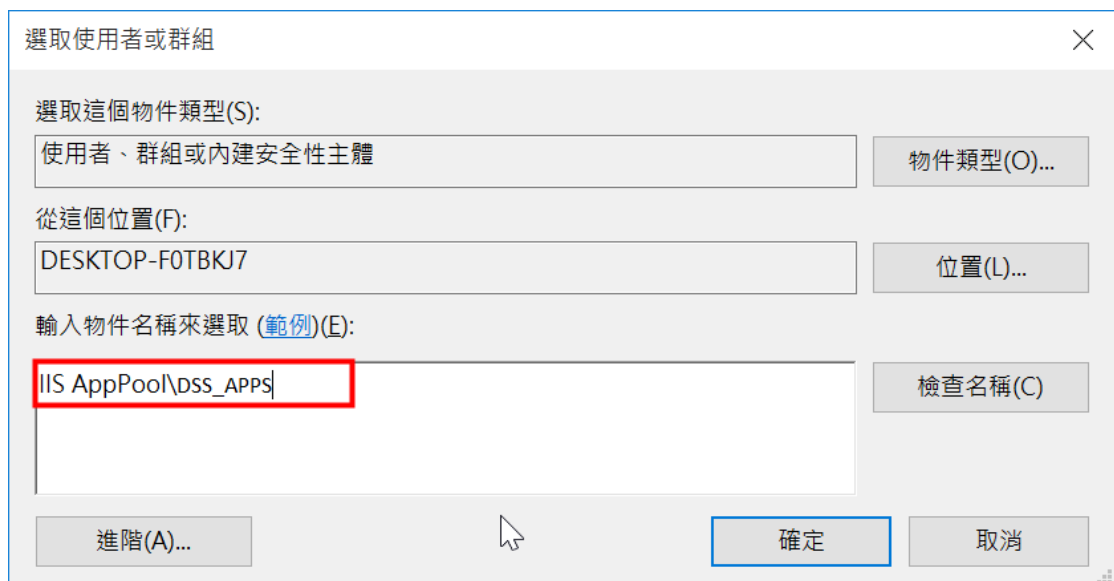 選取使用者或群組
選取這個物件類型(S):
使用者、群組或內建安全性主體
物件類型(O)...
從這個位置(F):
DESKTOP-F0TBKJ7
位置(L)...
輸入物件名稱來選取 (範例)(E):
IIS AppPool\DSS_APPS
檢查名稱(C)
進階(A)...
確定
取消